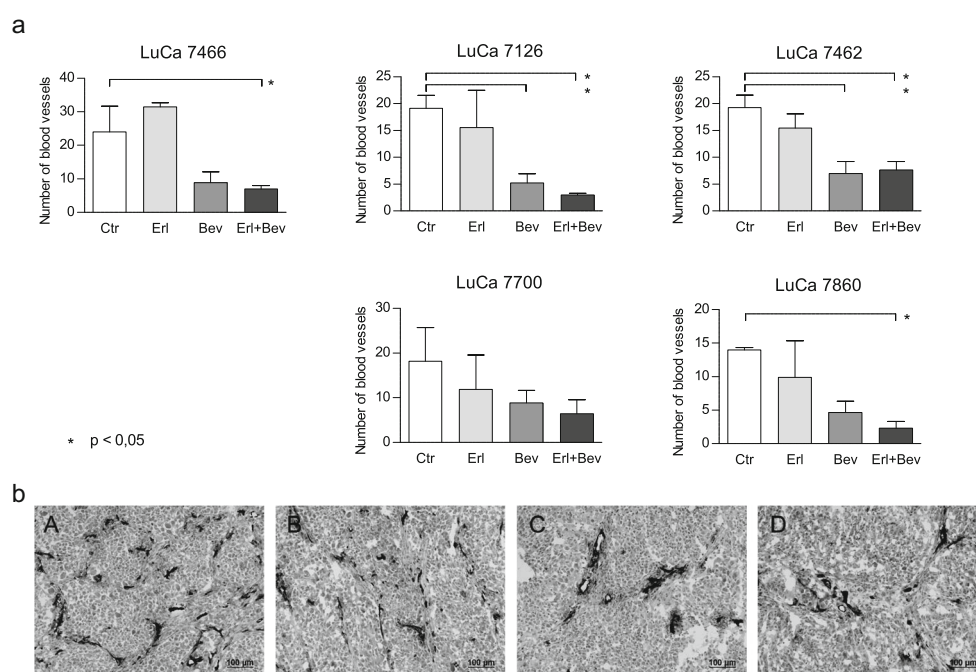 a
LuCa 7466
Number of blood vessels
40
30
20
10
0
*
Ctr Erl Bev Erl+Bev
LuCa 7126
Number of blood vessels
25
20
15
10
5
0
*
*
Ctr Erl Bev Erl+Bev
LuCa 7462
Number of blood vessels
25
20
15
10
5
0
*
*
Ctr Erl Bev Erl+Bev
LuCa 7700
Number of blood vessels
30
20
10
0
Ctr Erl Bev Erl+Bev
LuCa 7860
Number of blood vessels
20
15
10
5
0
*
Ctr Erl Bev Erl+Bev
* p < 0,05
b
A
100 µm
B
100 µm
C
100 µm
D
100 µm